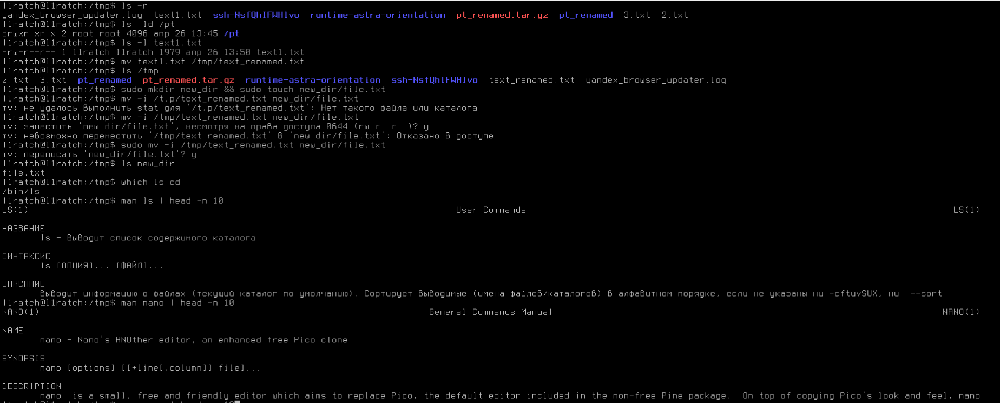 l1ratch@l1ratch:/tmp$ ls -r
yandex_browser_updater.log  text1.txt  ssh-NsfQhIFWHlvo  runtime-astra-orientation  pt_renamed.tar.gz  pt_renamed  3.txt  2.txt
l1ratch@l1ratch:/tmp$ ls -ld /pt
drwxr-xr-x 2 root root 4096 апр 26 13:45 /pt
l1ratch@l1ratch:/tmp$ ls -l text1.txt
-rw-r--r-- 1 l1ratch l1ratch 1979 апр 26 13:50 text1.txt
l1ratch@l1ratch:/tmp$ mv text1.txt /tmp/text_renamed.txt
l1ratch@l1ratch:/tmp$ ls /tmp
2.txt  3.txt  pt_renamed  pt_renamed.tar.gz  runtime-astra-orientation  ssh-NsfQhIFWHlvo  text_renamed.txt  yandex_browser_updater.log
l1ratch@l1ratch:/tmp$ sudo mkdir new_dir && sudo touch new_dir/file.txt
l1ratch@l1ratch:/tmp$ mv -i /t,p/text_renamed.txt new_dir/file.txt
mv: не удалось выполнить stat для '/t,p/text_renamed.txt': Нет такого файла или каталога
l1ratch@l1ratch:/tmp$ mv -i /tmp/text_renamed.txt new_dir/file.txt
mv: заместить 'new_dir/file.txt', несмотря на права доступа 0644 (rw-r--r--)? y
mv: невозможно переместить '/tmp/text_renamed.txt' в 'new_dir/file.txt': Отказано в доступе
l1ratch@l1ratch:/tmp$ sudo mv -i /tmp/text_renamed.txt new_dir/file.txt
mv: переписать 'new_dir/file.txt'? y
l1ratch@l1ratch:/tmp$ ls new_dir
file.txt
l1ratch@l1ratch:/tmp$ which ls cd
/bin/ls
l1ratch@l1ratch:/tmp$ man ls | head -n 10
LS(1)  User Commands  LS(1)
НАЗВАНИЕ
ls - выводит список содержимого каталога
СИНТАКСИС
ls [ОПЦИЯ]... [ФАЙЛ]...
ОПИСАНИЕ
Выводит информацию о файлах (текущий каталог по умолчанию). Сортирует выводимые (имена файлов/каталогов) в алфавитном порядке, если не указаны ни -cftuvSUX, ни  --sort
l1ratch@l1ratch:/tmp$ man nano | head -n 10
NANO(1)  General Commands Manual  NANO(1)
NAME
nano - Nano's ANOther editor, an enhanced free Pico clone
SYNOPSIS
nano [options] [[+line[,column]] file]...
DESCRIPTION
nano  is a small, free and friendly editor which aims to replace Pico, the default editor included in the non-free Pine package.  On top of copying Pico's look and feel, nano